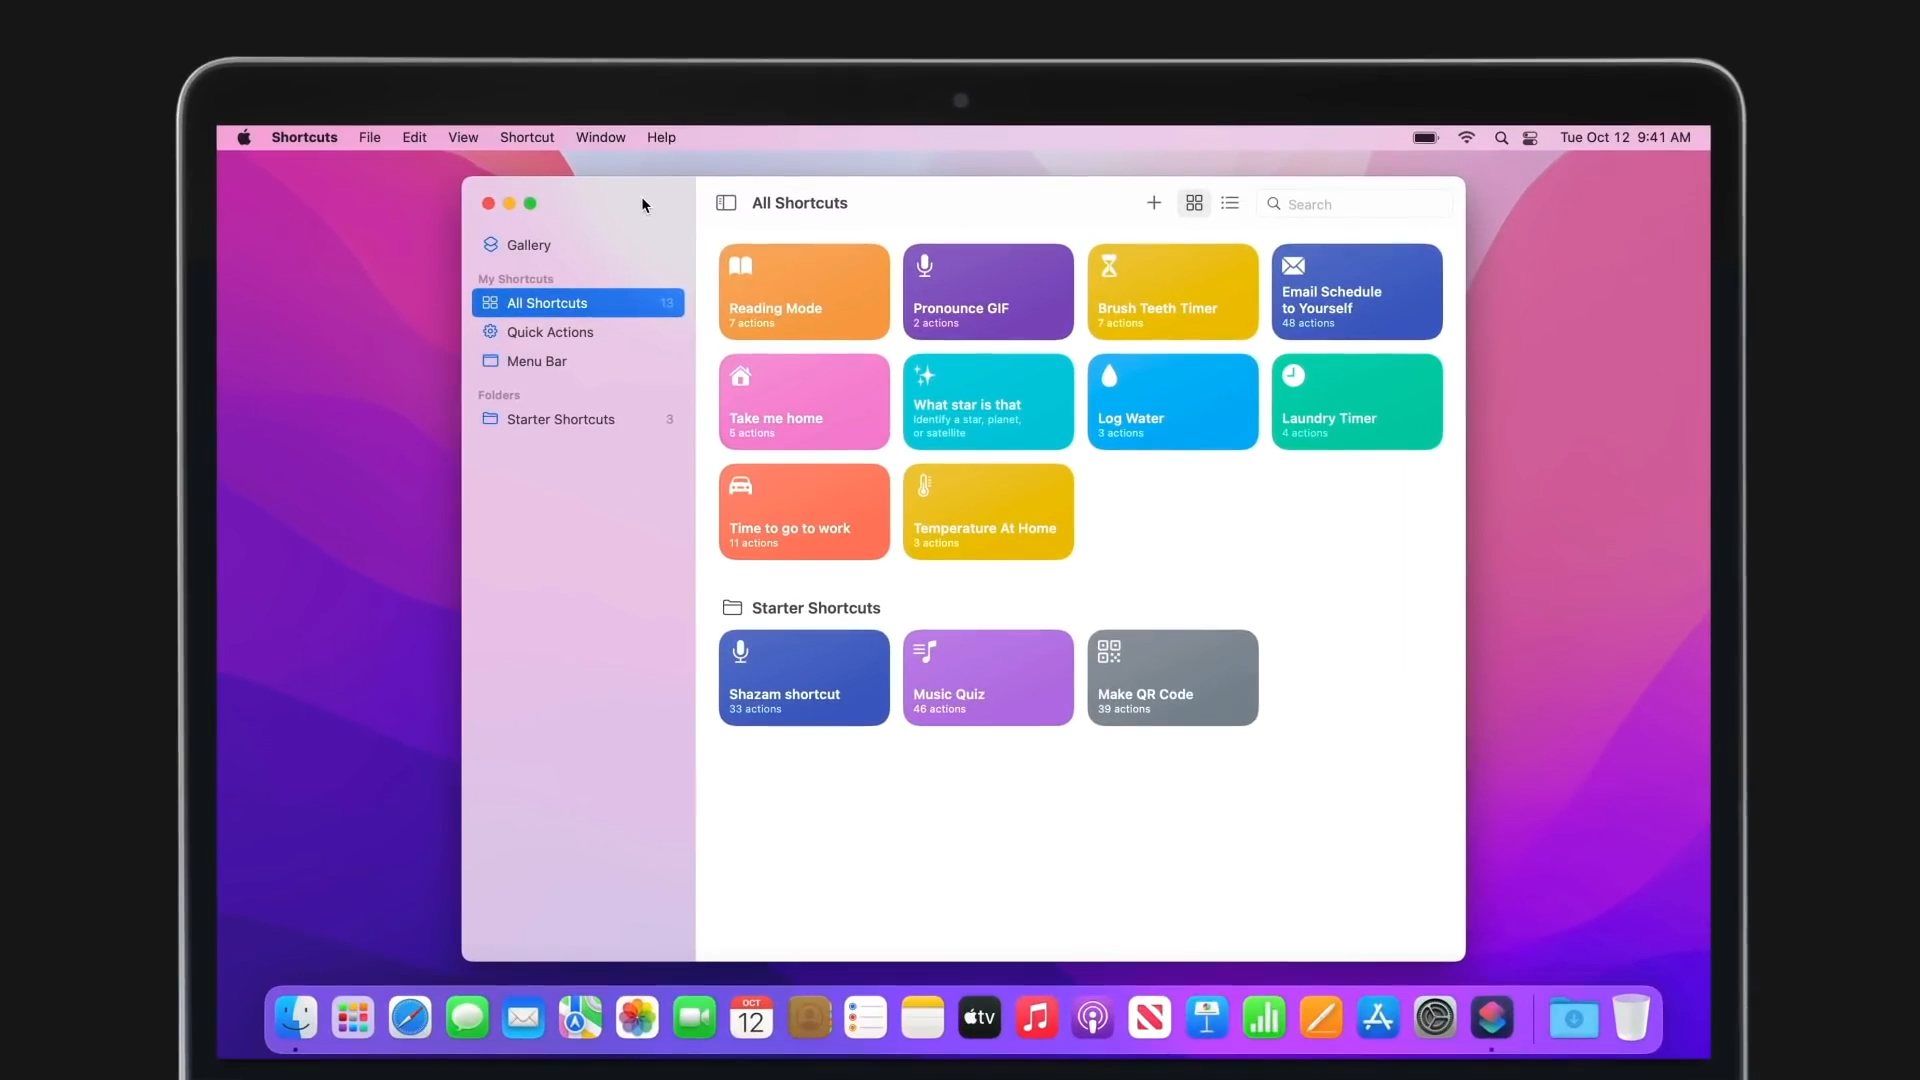 Shortcuts File Edit View Shortcut Window Help Tue Oct 12 9:41 AM
All Shortcuts
Search
Gallery
My Shortcuts
All Shortcuts 13
Quick Actions
Menu Bar
Folders
Starter Shortcuts 3
Reading Mode
7 actions
Pronounce GIF
2 actions
Brush Teeth Timer
7 actions
Email Schedule
to Yourself
48 actions
Take me home
5 actions
What star is that
Identify a star, planet,
or satellite
Log Water
3 actions
Laundry Timer
4 actions
Time to go to work
11 actions
Temperature At Home
3 actions
Starter Shortcuts
Shazam shortcut
33 actions
Music Quiz
46 actions
Make QR Code
39 actions
OCT
12
tv